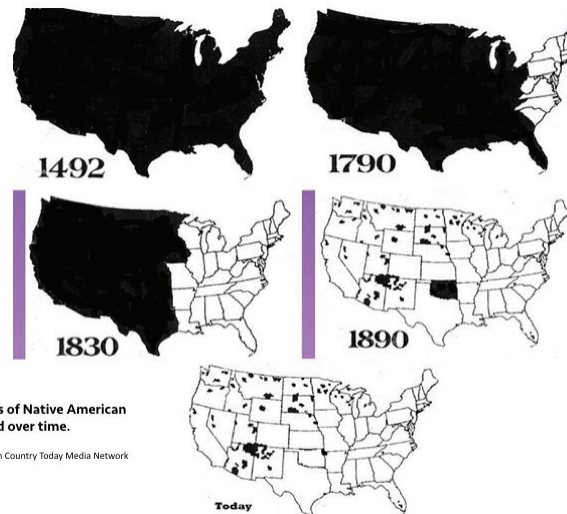 1492
1790
1830
1890
s of Native American
d over time.
n Country Today Media Network
Today